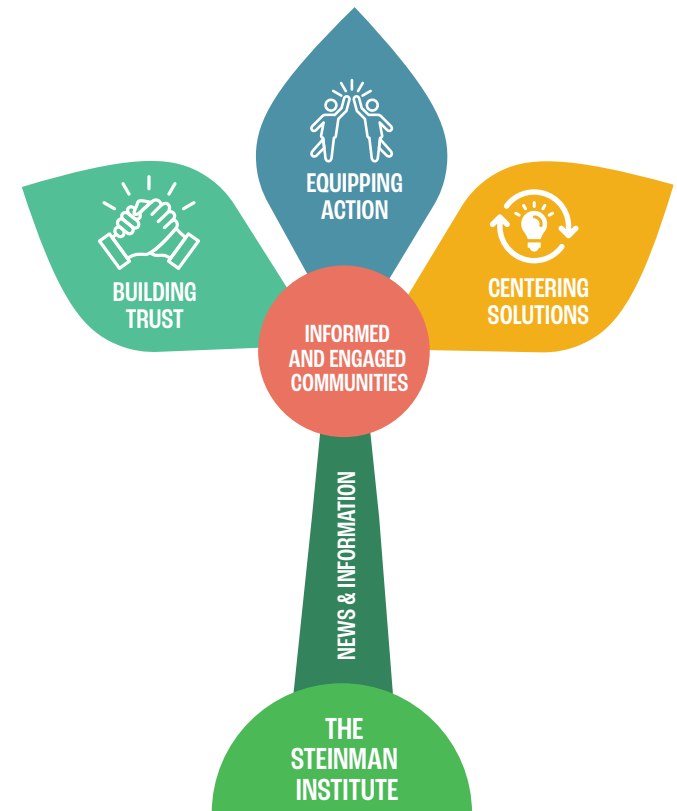 EQUIPPING
ACTION
BUILDING
TRUST
CENTERING
SOLUTIONS
INFORMED
AND ENGAGED
COMMUNITIES
NEWS & INFORMATION
THE
STEINMAN
INSTITUTE